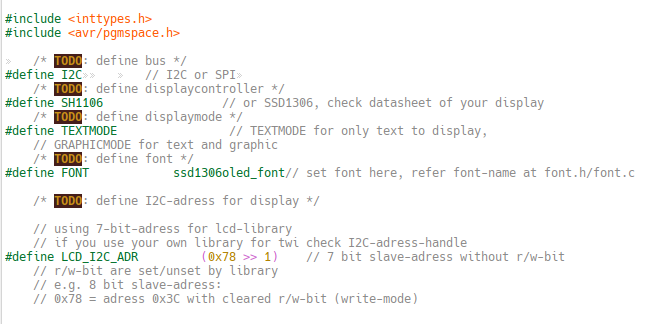 #include <inttypes.h>
#include <avr/pgmspace.h>
» /* TODO: define bus */
#define I2C»» » // I2C or SPI»
/* TODO: define displaycontroller */
#define SH1106 // or SSD1306, check datasheet of your display
/* TODO: define displaymode */
#define TEXTMODE // TEXTMODE for only text to display,
// GRAPHICMODE for text and graphic
/* TODO: define font */
#define FONT ssd1306oled_font// set font here, refer font-name at font.h/font.c
/* TODO: define I2C-adress for display */
// using 7-bit-adress for lcd-library
// if you use your own library for twi check I2C-adress-handle
#define LCD_I2C_ADR (0x78 >> 1) // 7 bit slave-adress without r/w-bit
// r/w-bit are set/unset by library
// e.g. 8 bit slave-adress:
// 0x78 = adress 0x3C with cleared r/w-bit (write-mode)